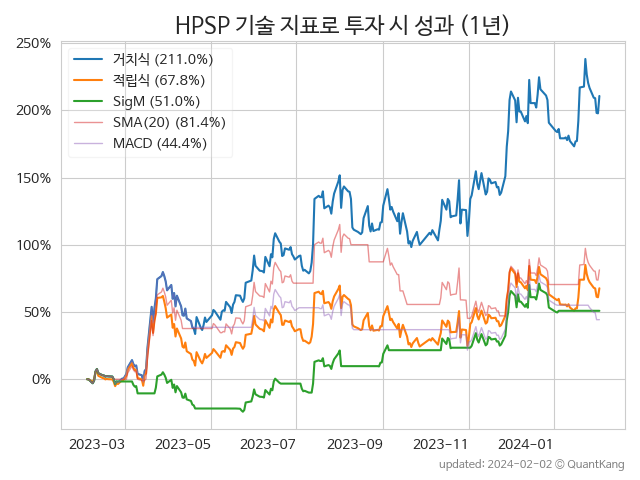 HPSP 기술 지표로 투자 시 성과 (1년)
250%
200%
150%
100%
50%
0%
거치식 (211.0%)
적립식 (67.8%)
SigM (51.0%)
SMA(20) (81.4%)
MACD (44.4%)
2023-03 2023-05 2023-07 2023-09 2023-11 2024-01
updated: 2024-02-02 © QuantKang